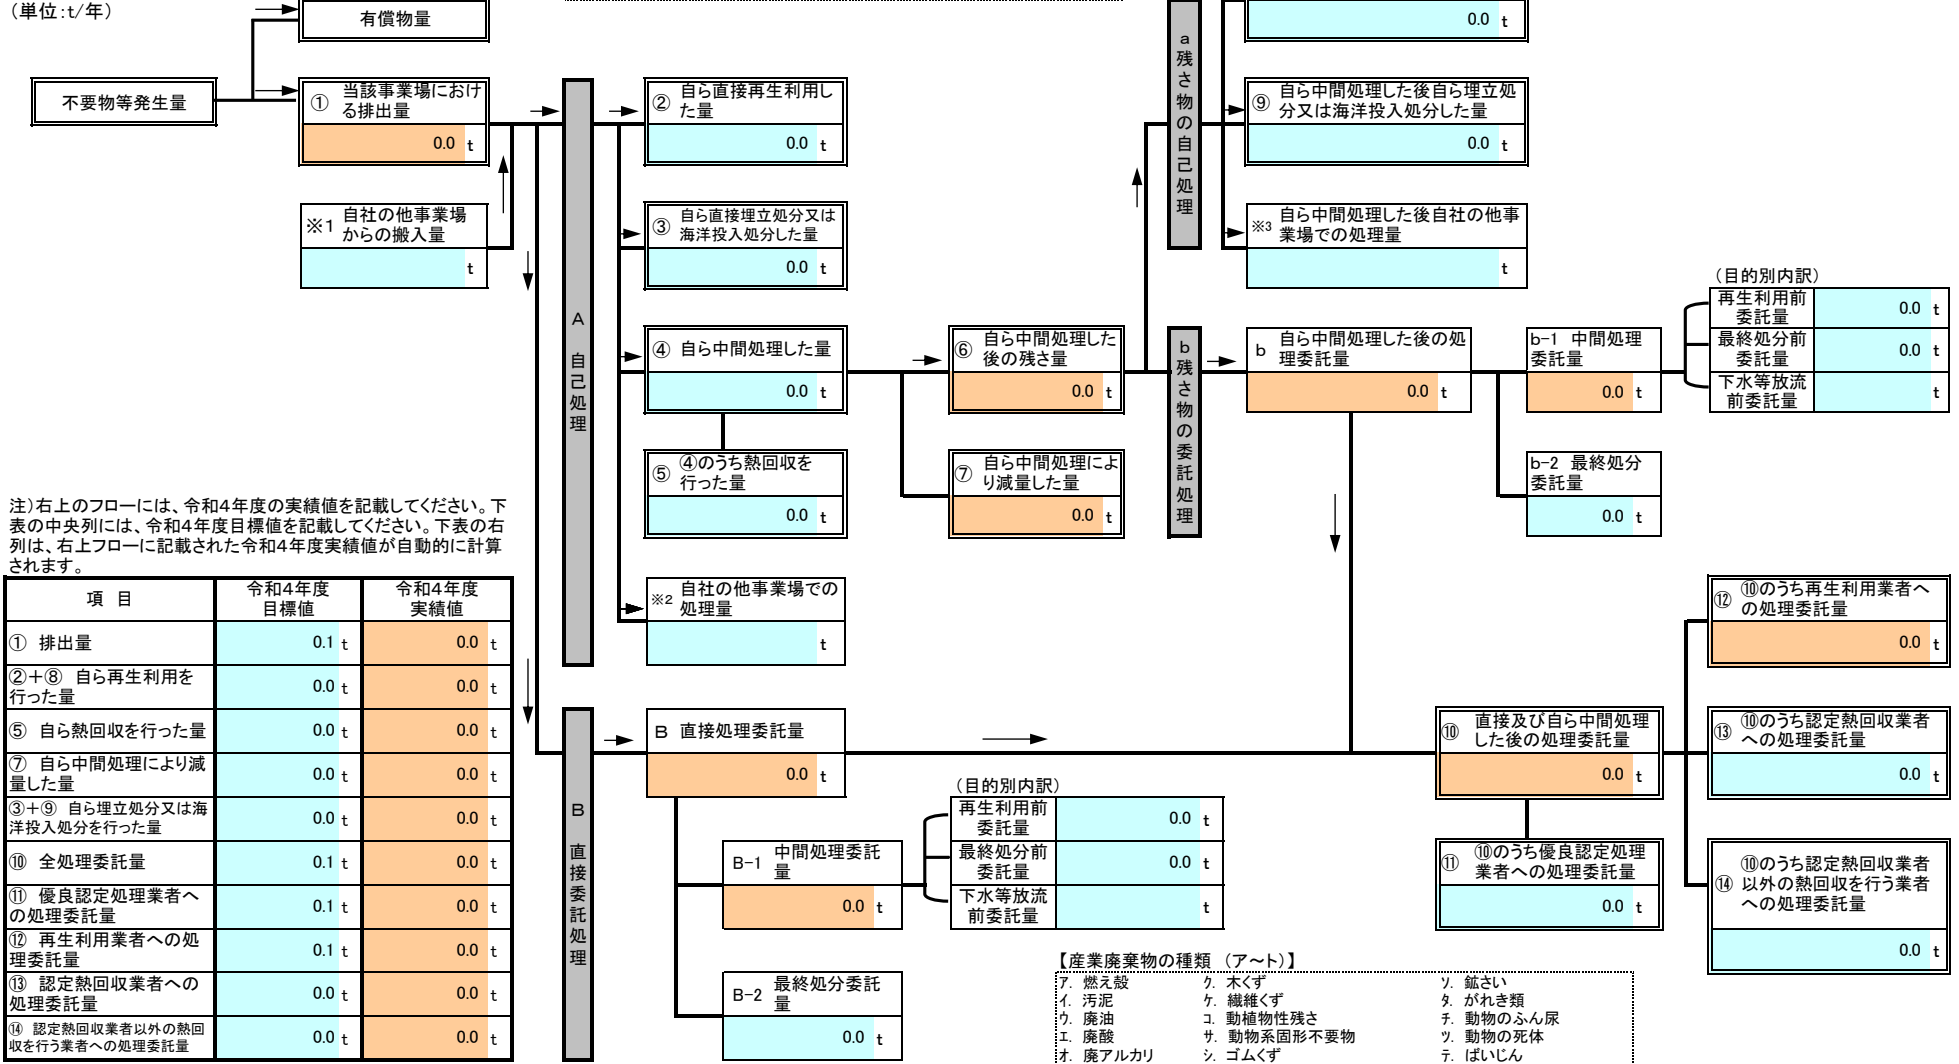 (単位:t/年)
有償物量
不要物等発生量
① 当該事業場におけ
る排出量
0.0 t
※1 自社の他事業場
からの搬入量
t
A
自己処理
② 自ら直接再生利用し
た量
0.0 t
③ 自ら直接埋立処分又は
海洋投入処分した量
0.0 t
④ 自ら中間処理した量
0.0 t
⑤ ④のうち熱回収を
行った量
0.0 t
※2 自社の他事業場での
処理量
t
⑥ 自ら中間処理した
後の残さ量
0.0 t
⑦ 自ら中間処理によ
り減量した量
0.0 t
a残さ物の自己処理
0.0 t
⑨ 自ら中間処理した後自ら埋立処
分又は海洋投入処分した量
0.0 t
※3 自ら中間処理した後自社の他事
業場での処理量
t
b残さ物の委託処理
b 自ら中間処理した後の処
理委託量
0.0 t
b-1 中間処理
委託量
0.0 t
b-2 最終処分
委託量
0.0 t
(目的別内訳)
再生利用前
委託量
0.0 t
最終処分前
委託量
0.0 t
下水等放流
前委託量
t
注)右上のフローには、令和4年度の実績値を記載してください。下
表の中央列には、令和4年度目標値を記載してください。下表の右
列は、右上フローに記載された令和4年度実績値が自動的に計算
されます。
項 目 令和4年度 令和4年度
目標値 実績値
① 排出量 0.1 t 0.0 t
②+⑧ 自ら再生利用を
行った量 0.0 t 0.0 t
⑤ 自ら熱回収を行った量 0.0 t 0.0 t
⑦ 自ら中間処理により減
量した量 0.0 t 0.0 t
③+⑨ 自ら埋立処分又は海
洋投入処分を行った量 0.0 t 0.0 t
⑩ 全処理委託量 0.1 t 0.0 t
⑪ 優良認定処理業者へ
の処理委託量 0.1 t 0.0 t
⑫ 再生利用業者への処
理委託量 0.1 t 0.0 t
⑬ 認定熱回収業者への
処理委託量 0.0 t 0.0 t
⑭ 認定熱回収業者以外の熱回
収を行う業者への処理委託量 0.0 t 0.0 t
B
直接委託処理
B 直接処理委託量
0.0 t
B-1 中間処理委託
量
0.0 t
B-2 最終処分委託
量
0.0 t
(目的別内訳)
再生利用前
委託量
0.0 t
最終処分前
委託量
0.0 t
下水等放流
前委託量
t
⑩ 直接及び自ら中間処理
した後の処理委託量
0.0 t
⑪ ⑩のうち優良認定処理
業者への処理委託量
0.0 t
⑫ ⑩のうち再生利用業者へ
の処理委託量
0.0 t
⑬ ⑩のうち認定熱回収業者
への処理委託量
0.0 t
⑭ ⑩のうち認定熱回収業者
以外の熱回収を行う業者
への処理委託量
0.0 t
【産業廃棄物の種類 (ア~ト)】
ア. 燃え殻 ク. 木くず ソ. 鉱さい
イ. 汚泥 ケ. 繊維くず タ. がれき類
ウ. 廃油 コ. 動植物性残さ チ. 動物のふん尿
エ. 廃酸 サ. 動物系固形不要物 ツ. 動物の死体
オ. 廃アルカリ シ. ゴムくず テ. ばいじん